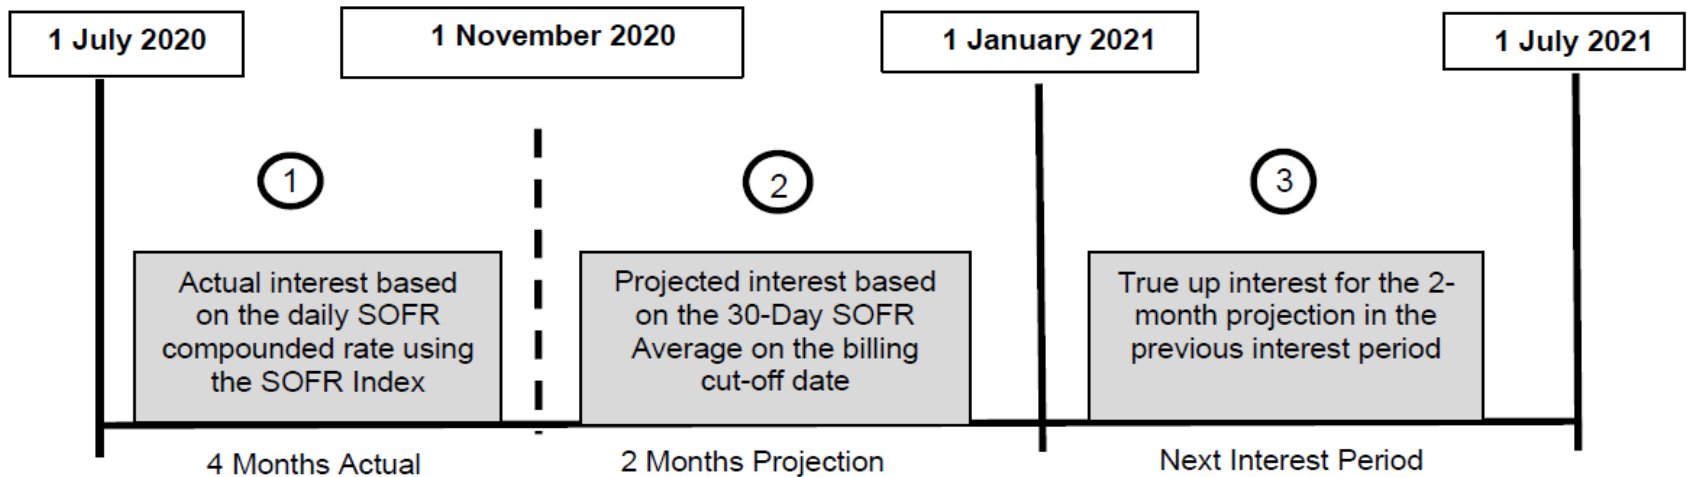 1 July 2020
1 November 2020
1 January 2021
1 July 2021
1
2
3
Actual interest based
on the daily SOFR
compounded rate using
the SOFR Index
Projected interest based
on the 30-Day SOFR
Average on the billing
cut-off date
True up interest for the 2-
month projection in the
previous interest period
4 Months Actual
2 Months Projection
Next Interest Period